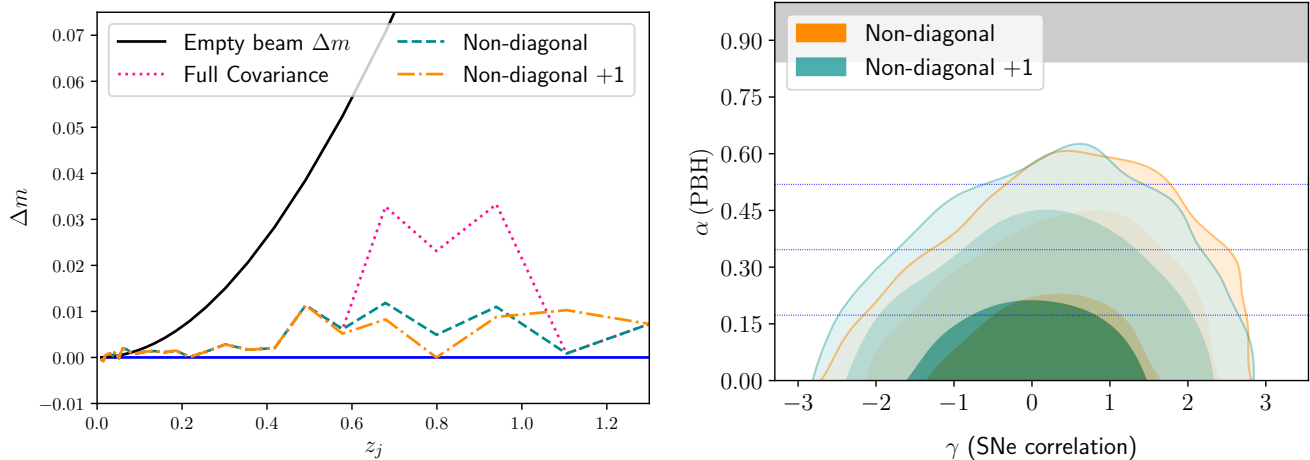 Empty beam Δm
Full Covariance
Non-diagonal
Non-diagonal +1
0.07
0.06
0.05
0.04
0.03
0.02
0.01
0.00
−0.01
Δm
0.0 0.2 0.4 0.6 0.8 1.0 1.2
z_j
Non-diagonal
Non-diagonal +1
0.90
0.75
0.60
0.45
0.30
0.15
0.00
α (PBH)
−3 −2 −1 0 1 2 3
γ (SNe correlation)